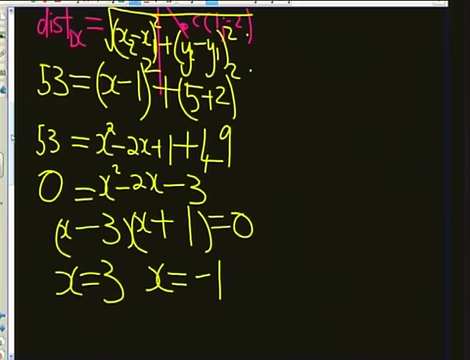 dist = √(x₂-x₁)²+(y₂-y₁)²
53=(x-1)²+(5+2)²
53=x²-2x+1+49
0=x²-2x-3
(x-3)(x+1)=0
x=3 x=-1